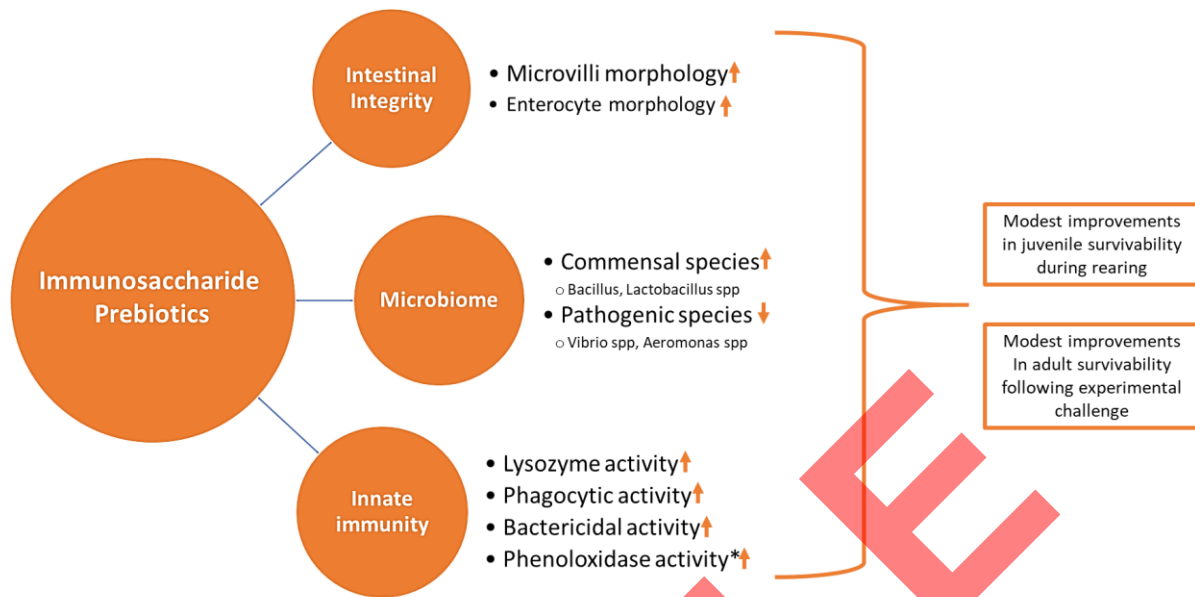 Intestinal
Integrity
• Microvilli morphology
• Enterocyte morphology
Immunosaccharide
Prebiotics
Microbiome
• Commensal species
○ Bacillus, Lactobacillus spp
• Pathogenic species
○ Vibrio spp, Aeromonas spp
Innate
immunity
• Lysozyme activity
• Phagocytic activity
• Bactericidal activity
• Phenoloxidase activity*
Modest improvements
in juvenile survivability
during rearing
Modest improvements
In adult survivability
following experimental
challenge
E